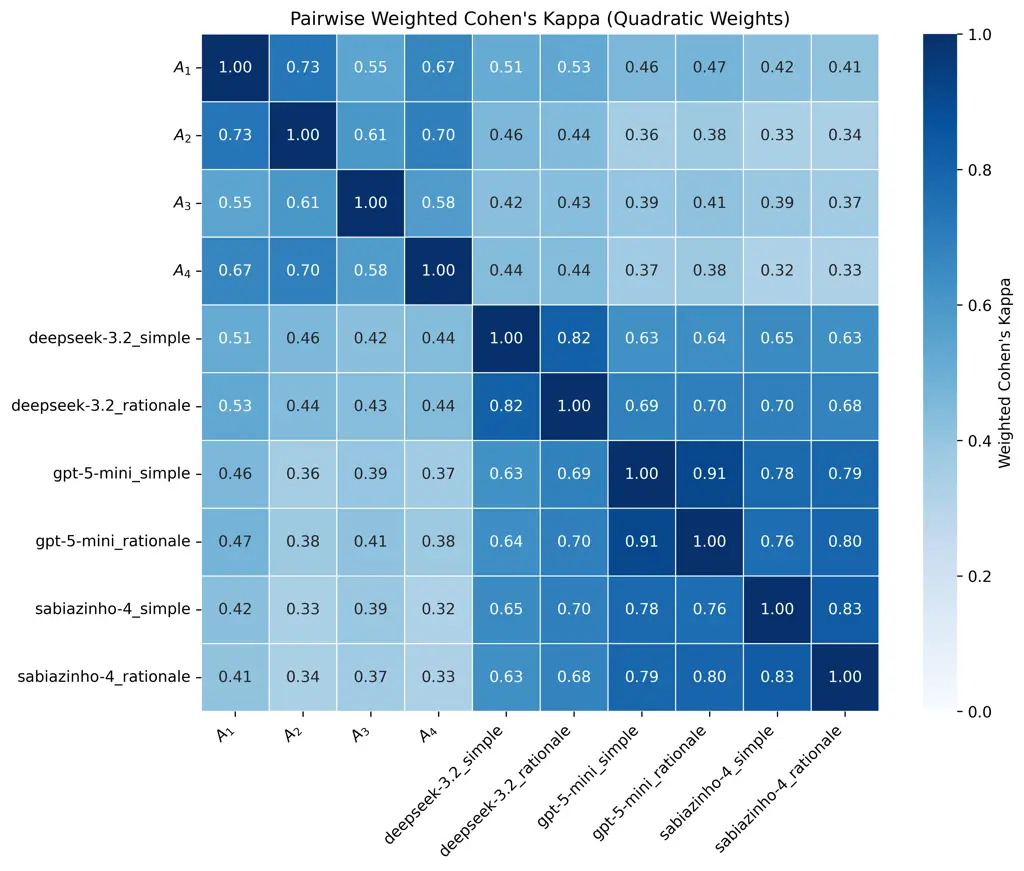 Pairwise Weighted Cohen's Kappa (Quadratic Weights)
A₁ 1.00 0.73 0.55 0.67 0.51 0.53 0.46 0.47 0.42 0.41
A₂ 0.73 1.00 0.61 0.70 0.46 0.44 0.36 0.38 0.33 0.34
A₃ 0.55 0.61 1.00 0.58 0.42 0.43 0.39 0.41 0.39 0.37
A₄ 0.67 0.70 0.58 1.00 0.44 0.44 0.37 0.38 0.32 0.33
deepseek-3.2_simple 0.51 0.46 0.42 0.44 1.00 0.82 0.63 0.64 0.65 0.63
deepseek-3.2_rationale 0.53 0.44 0.43 0.44 0.82 1.00 0.69 0.70 0.70 0.68
gpt-5-mini_simple 0.46 0.36 0.39 0.37 0.63 0.69 1.00 0.91 0.78 0.79
gpt-5-mini_rationale 0.47 0.38 0.41 0.38 0.64 0.70 0.91 1.00 0.76 0.80
sabiazinho-4_simple 0.42 0.33 0.39 0.32 0.65 0.70 0.78 0.76 1.00 0.83
sabiazinho-4_rationale 0.41 0.34 0.37 0.33 0.63 0.68 0.79 0.80 0.83 1.00
A₁ A₂ A₃ A₄ deepseek-3.2_simple deepseek-3.2_rationale gpt-5-mini_simple gpt-5-mini_rationale sabiazinho-4_simple sabiazinho-4_rationale
1.0
0.8
0.6
0.4
0.2
0.0
Weighted Cohen's Kappa